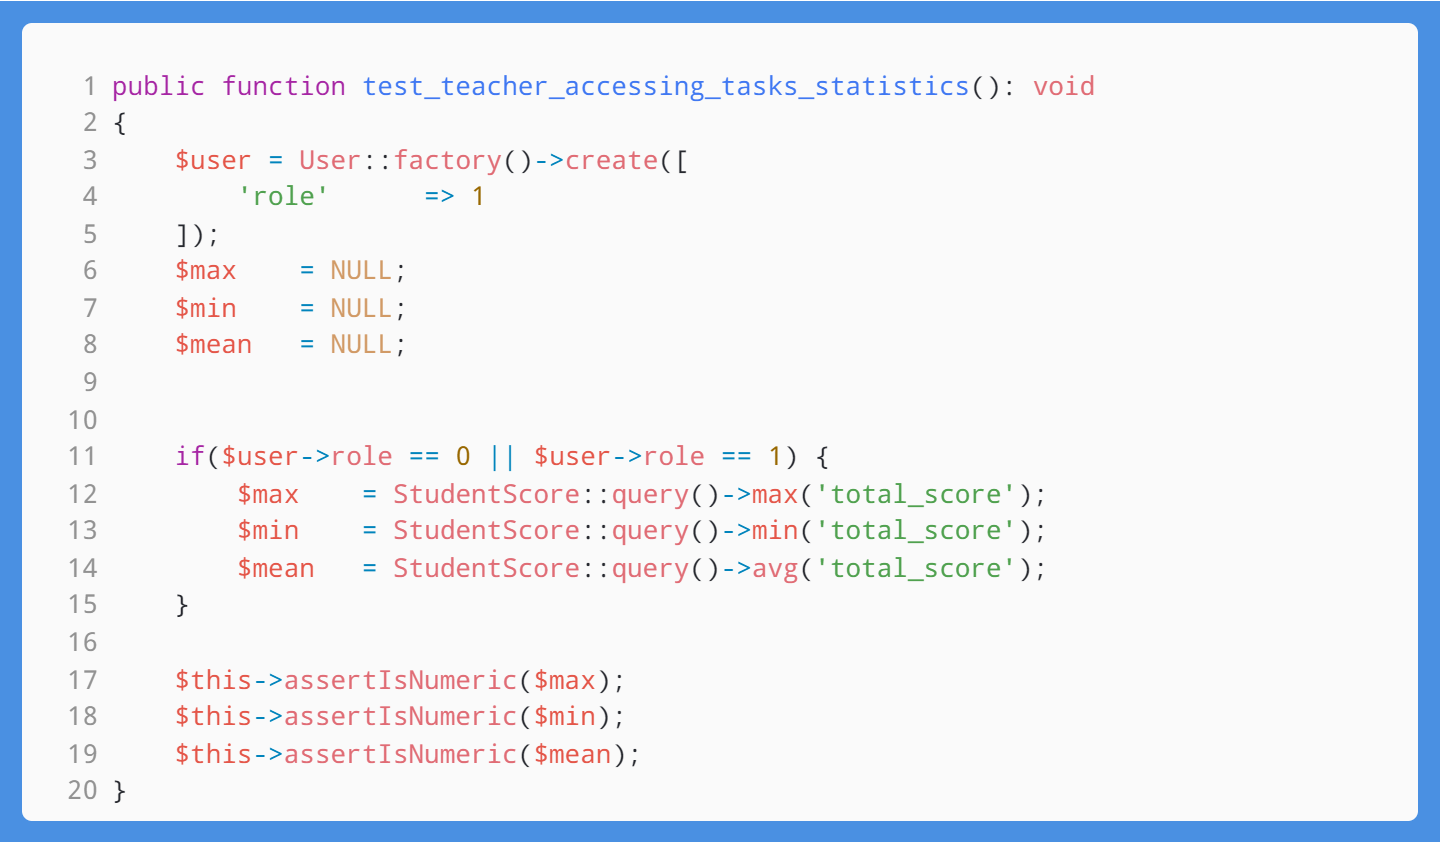 1 public function test_teacher_accessing_tasks_statistics(): void
2 {
3     $user = User::factory()->create([
4         'role'      => 1
5     ]);
6     $max    = NULL;
7     $min    = NULL;
8     $mean   = NULL;
9
10
11     if($user->role == 0 || $user->role == 1) {
12         $max    = StudentScore::query()->max('total_score');
13         $min    = StudentScore::query()->min('total_score');
14         $mean   = StudentScore::query()->avg('total_score');
15     }
16
17     $this->assertIsNumeric($max);
18     $this->assertIsNumeric($min);
19     $this->assertIsNumeric($mean);
20 }